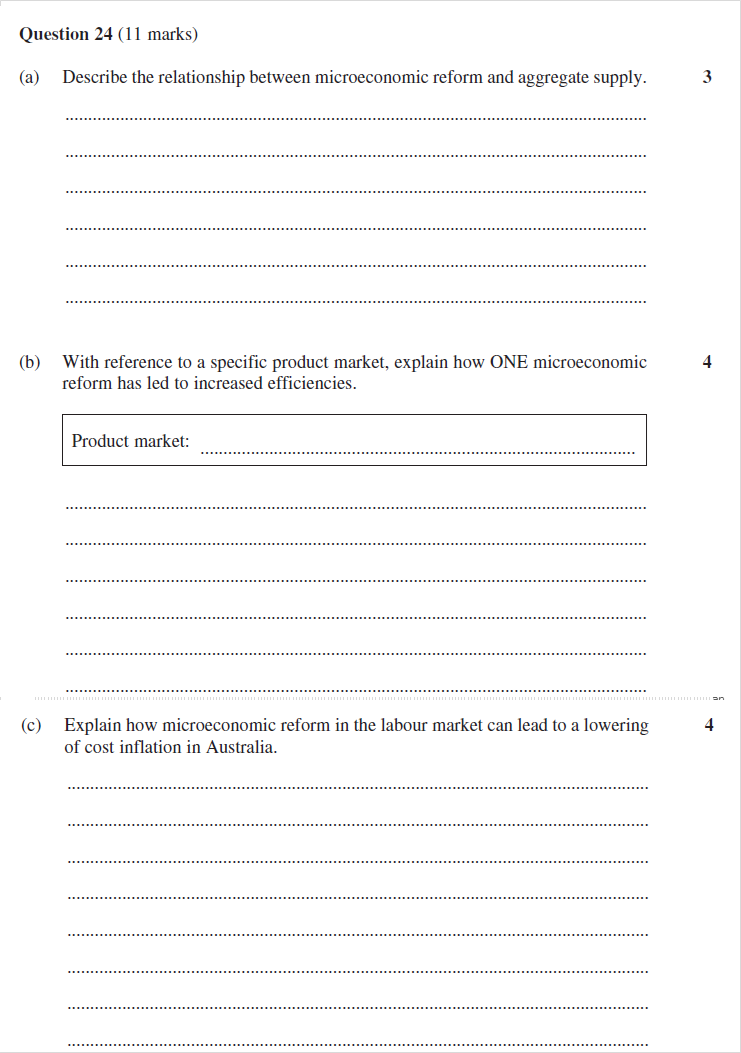 Question 24 (11 marks)
(a) Describe the relationship between microeconomic reform and aggregate supply. 3
(b) With reference to a specific product market, explain how ONE microeconomic 4
reform has led to increased efficiencies.
Product market:
(c) Explain how microeconomic reform in the labour market can lead to a lowering 4
of cost inflation in Australia.